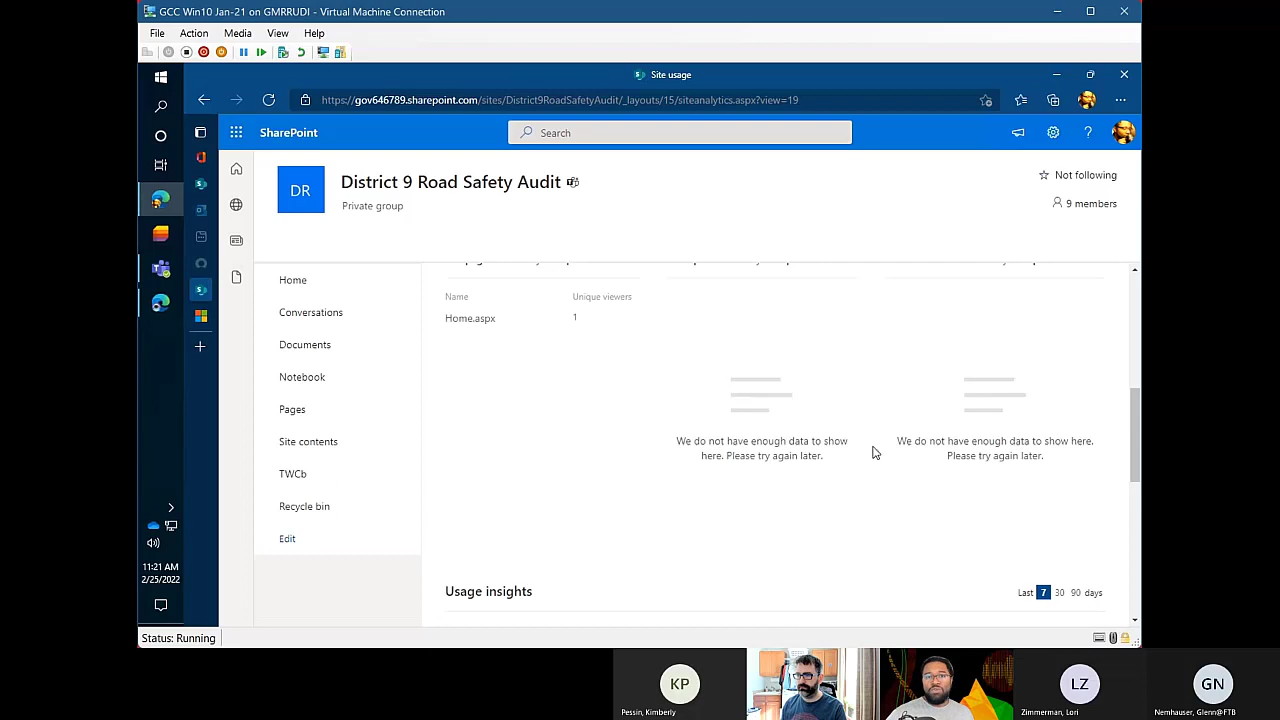 GCC Win10 Jan-21 on GMRRUDI - Virtual Machine Connection
File Action Media View Help
Site usage
https://gov646789.sharepoint.com/sites/District9RoadSafetyAudit/_layouts/15/siteanalytics.aspx?view=19
SharePoint
Search
DR
District 9 Road Safety Audit
Private group
Not following
9 members
Home
Conversations
Documents
Notebook
Pages
Site contents
TWCb
Recycle bin
Edit
Name Unique viewers
Home.aspx 1
We do not have enough data to show
here. Please try again later.
We do not have enough data to show here.
Please try again later.
Usage insights
Last 7 30 90 days
11:21 AM
2/25/2022
Status: Running
KP
Pessin, Kimberly
LZ
Zimmerman, Lori
GN
Nemhauser, Glenn@FTB